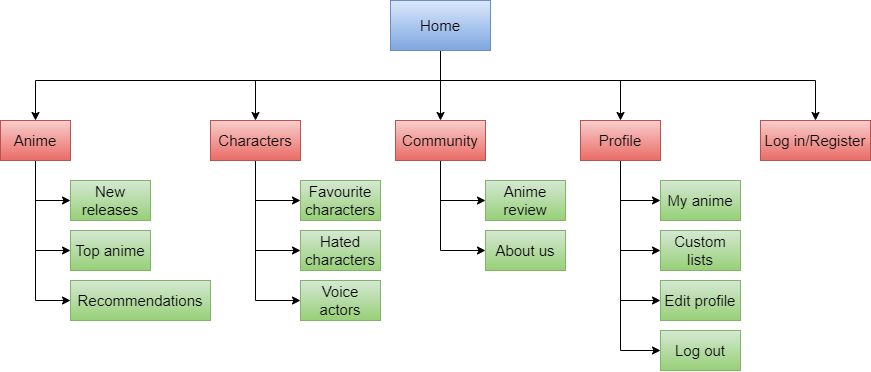 Home
Anime
Characters
Community
Profile
Log in/Register
New
releases
Top anime
Recommendations
Favourite
characters
Hated
characters
Voice
actors
Anime
review
About us
My anime
Custom
lists
Edit profile
Log out